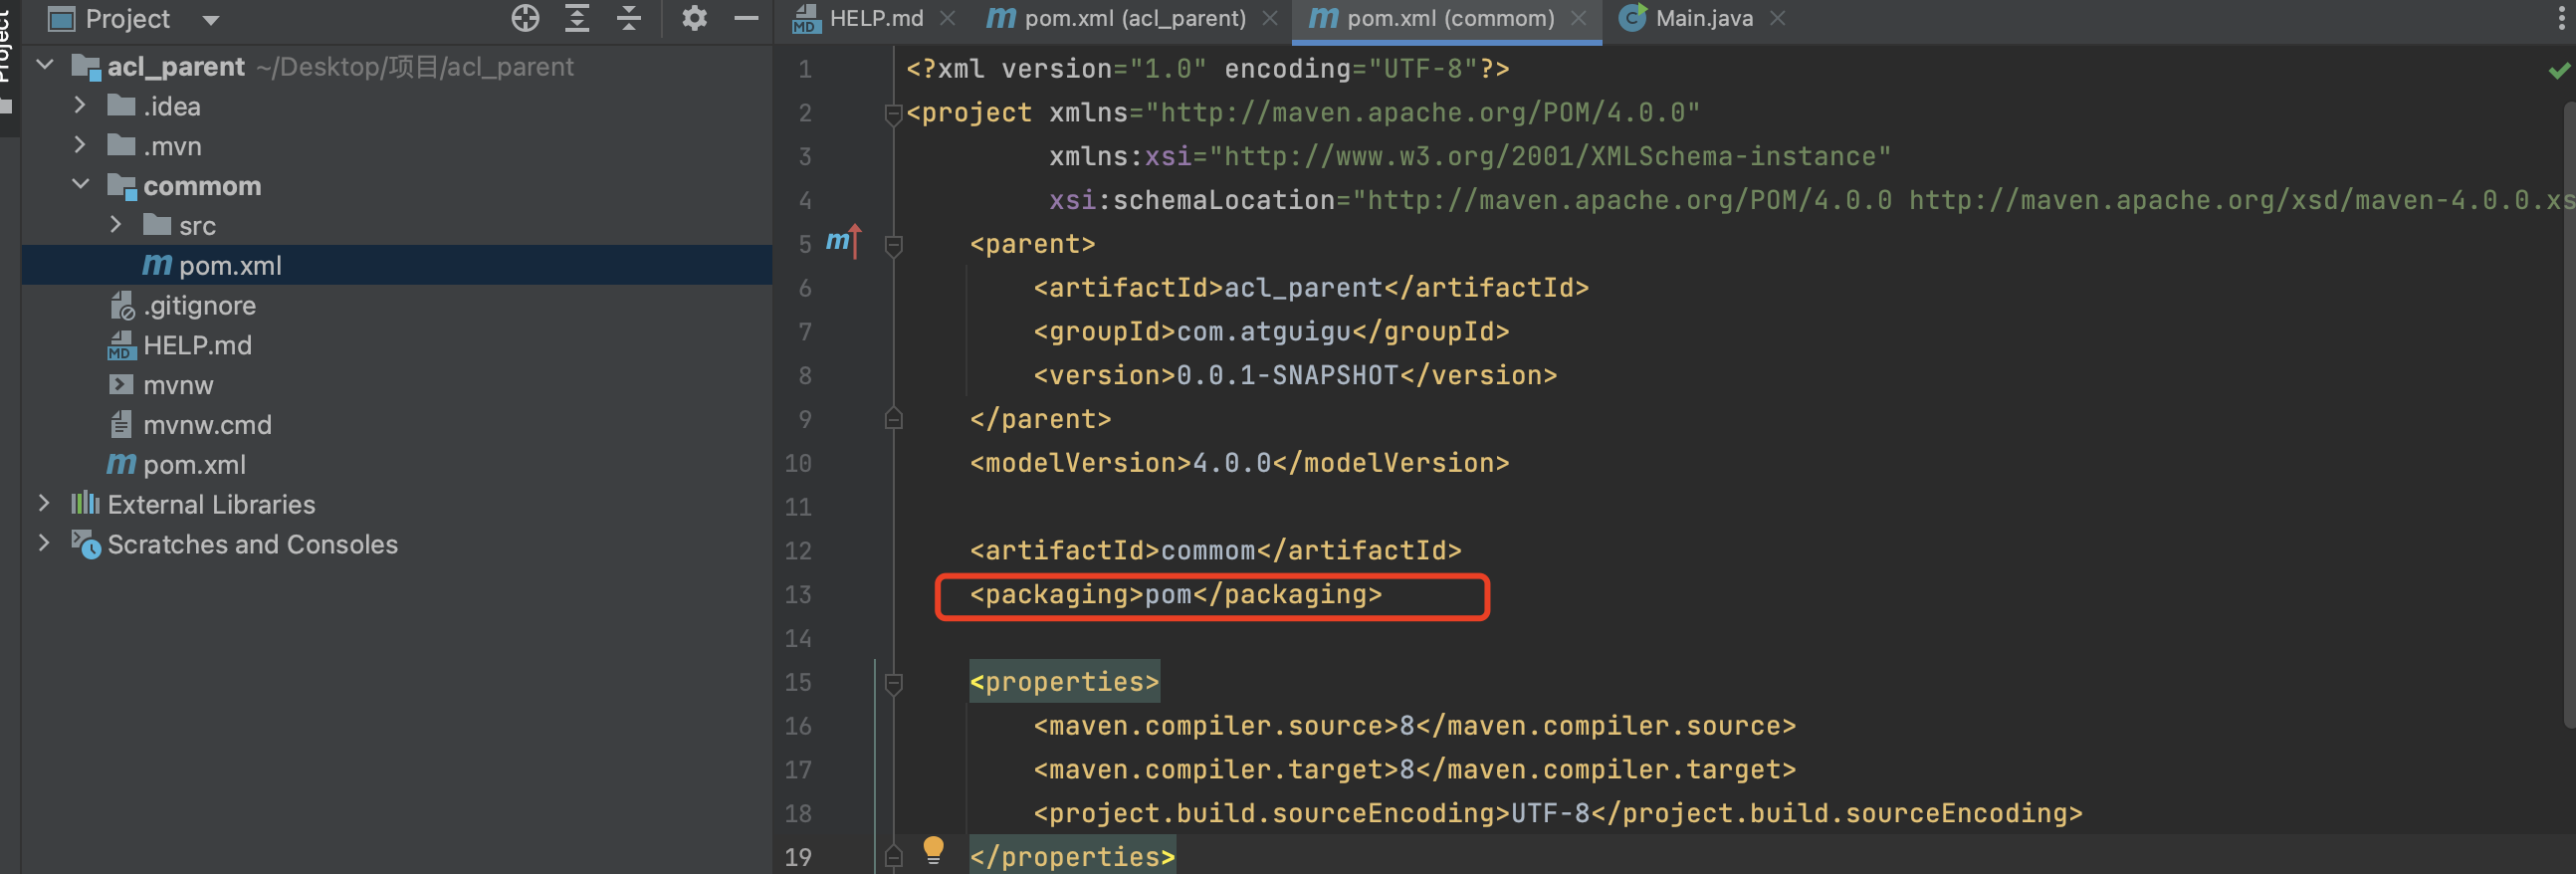 Project
Project
HELP.md
pom.xml (acl_parent)
pom.xml (commom)
Main.java
acl_parent ~/Desktop/项目/acl_parent
.idea
.mvn
commom
src
pom.xml
.gitignore
HELP.md
mvnw
mvnw.cmd
pom.xml
External Libraries
Scratches and Consoles
1 <?xml version="1.0" encoding="UTF-8"?>
2 <project xmlns="http://maven.apache.org/POM/4.0.0"
3 xmlns:xsi="http://www.w3.org/2001/XMLSchema-instance"
4 xsi:schemaLocation="http://maven.apache.org/POM/4.0.0 http://maven.apache.org/xsd/maven-4.0.0.xs
5 <parent>
6 <artifactId>acl_parent</artifactId>
7 <groupId>com.atguigu</groupId>
8 <version>0.0.1-SNAPSHOT</version>
9 </parent>
10 <modelVersion>4.0.0</modelVersion>
11
12 <artifactId>commom</artifactId>
13 <packaging>pom</packaging>
14
15 <properties>
16 <maven.compiler.source>8</maven.compiler.source>
17 <maven.compiler.target>8</maven.compiler.target>
18 <project.build.sourceEncoding>UTF-8</project.build.sourceEncoding>
19 </properties>